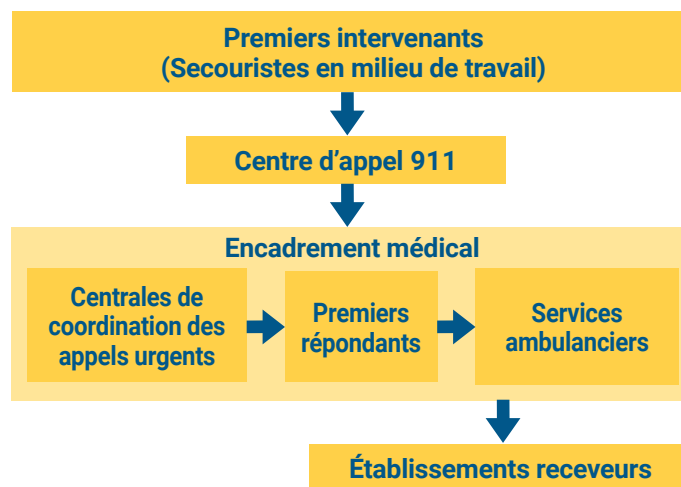 Premiers intervenants
(Secouristes en milieu de travail)
Centre d'appel 911
Encadrement médical
Centrales de
coordination des
appels urgents
Premiers
répondants
Services
ambulanciers
Établissements receveurs